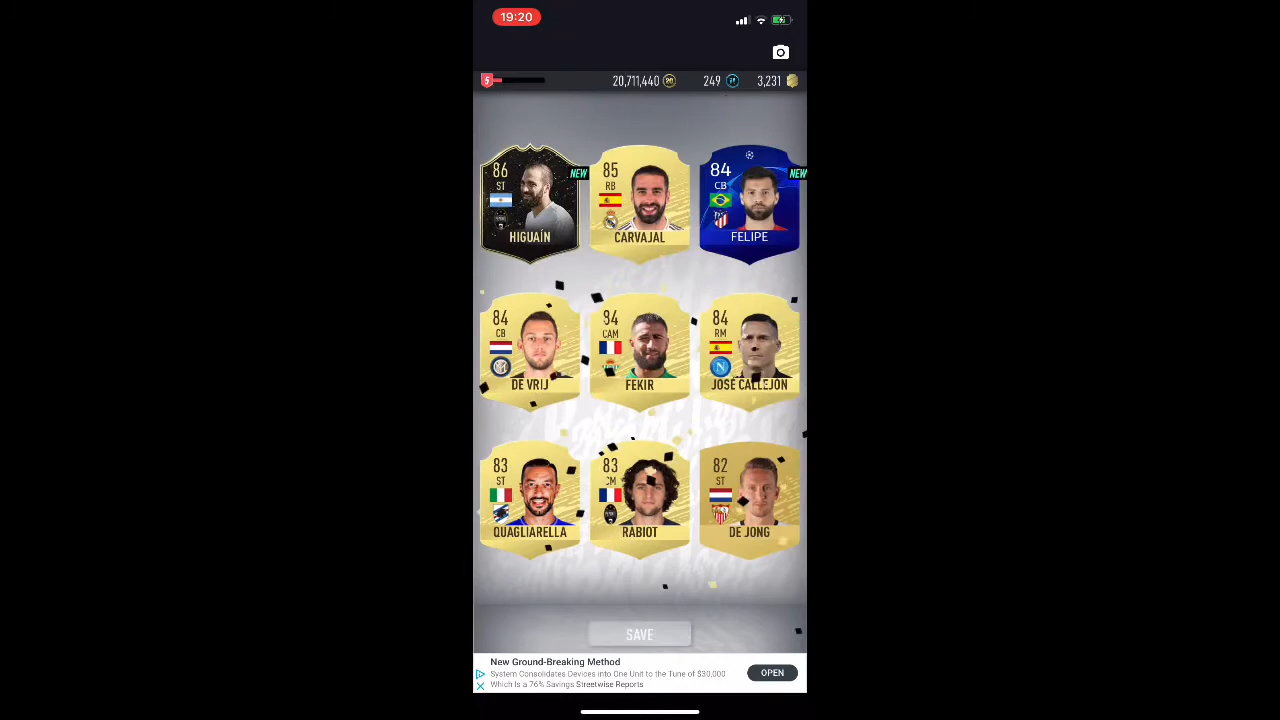 19:20
5 20,711,440 249 3,231
86 ST NEW HIGUAÍN
85 RB CARVAJAL
84 CB NEW FELIPE
84 CB DE VRIJ
84 CAM FEKIR
84 RM JOSÉ CALLEJÓN
83 ST QUAGLIARELLA
83 CM RABIOT
82 ST DE JONG
SAVE
New Ground-Breaking Method
System Consolidates Devices into One Unit to the Tune of $30,000
Which Is a 76% Savings Streetwise Reports
OPEN